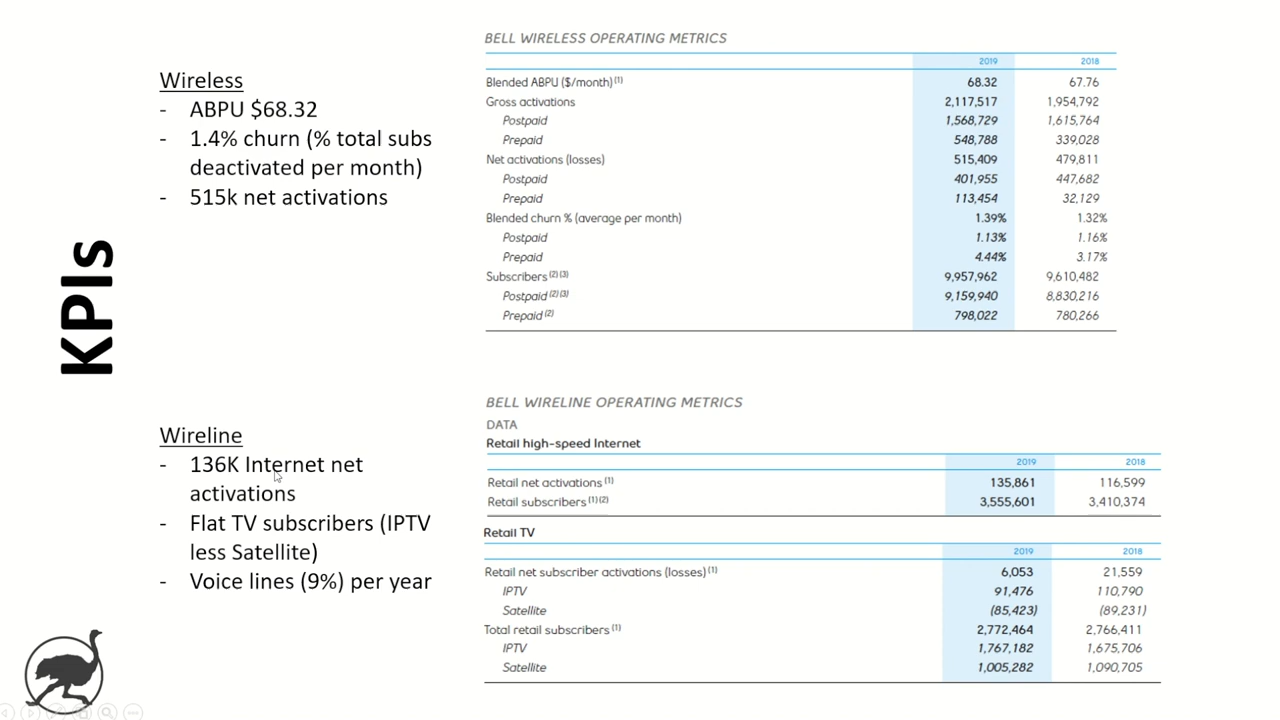 KPIs
Wireless
- ABPU $68.32
- 1.4% churn (% total subs
deactivated per month)
- 515k net activations
Wireline
- 136K Internet net
activations
- Flat TV subscribers (IPTV
less Satellite)
- Voice lines (9%) per year
BELL WIRELESS OPERATING METRICS
2019 2018
Blended ABPU ($/month) (1) 68.32 67.76
Gross activations 2,117,517 1,954,792
Postpaid 1,568,729 1,615,764
Prepaid 548,788 339,028
Net activations (losses) 515,409 479,811
Postpaid 401,955 447,682
Prepaid 113,454 32,129
Blended churn % (average per month) 1.39% 1.32%
Postpaid 1.13% 1.16%
Prepaid 4.44% 3.17%
Subscribers (2) (3) 9,957,962 9,610,482
Postpaid (2) (3) 9,159,940 8,830,216
Prepaid (2) 798,022 780,266
BELL WIRELINE OPERATING METRICS
DATA
Retail high-speed Internet
2019 2018
Retail net activations (1) 135,861 116,599
Retail subscribers (1) (2) 3,555,601 3,410,374
Retail TV
2019 2018
Retail net subscriber activations (losses) (1) 6,053 21,559
IPTV 91,476 110,790
Satellite (85,423) (89,231)
Total retail subscribers (1) 2,772,464 2,766,411
IPTV 1,767,182 1,675,706
Satellite 1,005,282 1,090,705